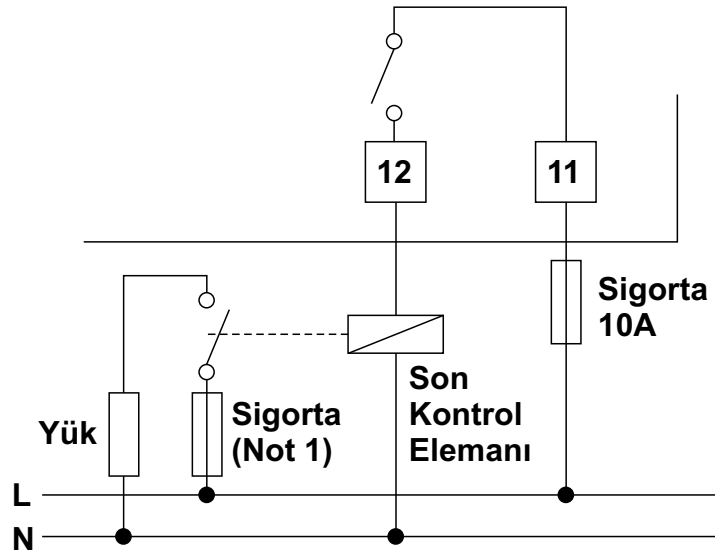 12
11
Sigorta
10A
Son
Kontrol
Elemanı
Yük
Sigorta
(Not 1)
L
N